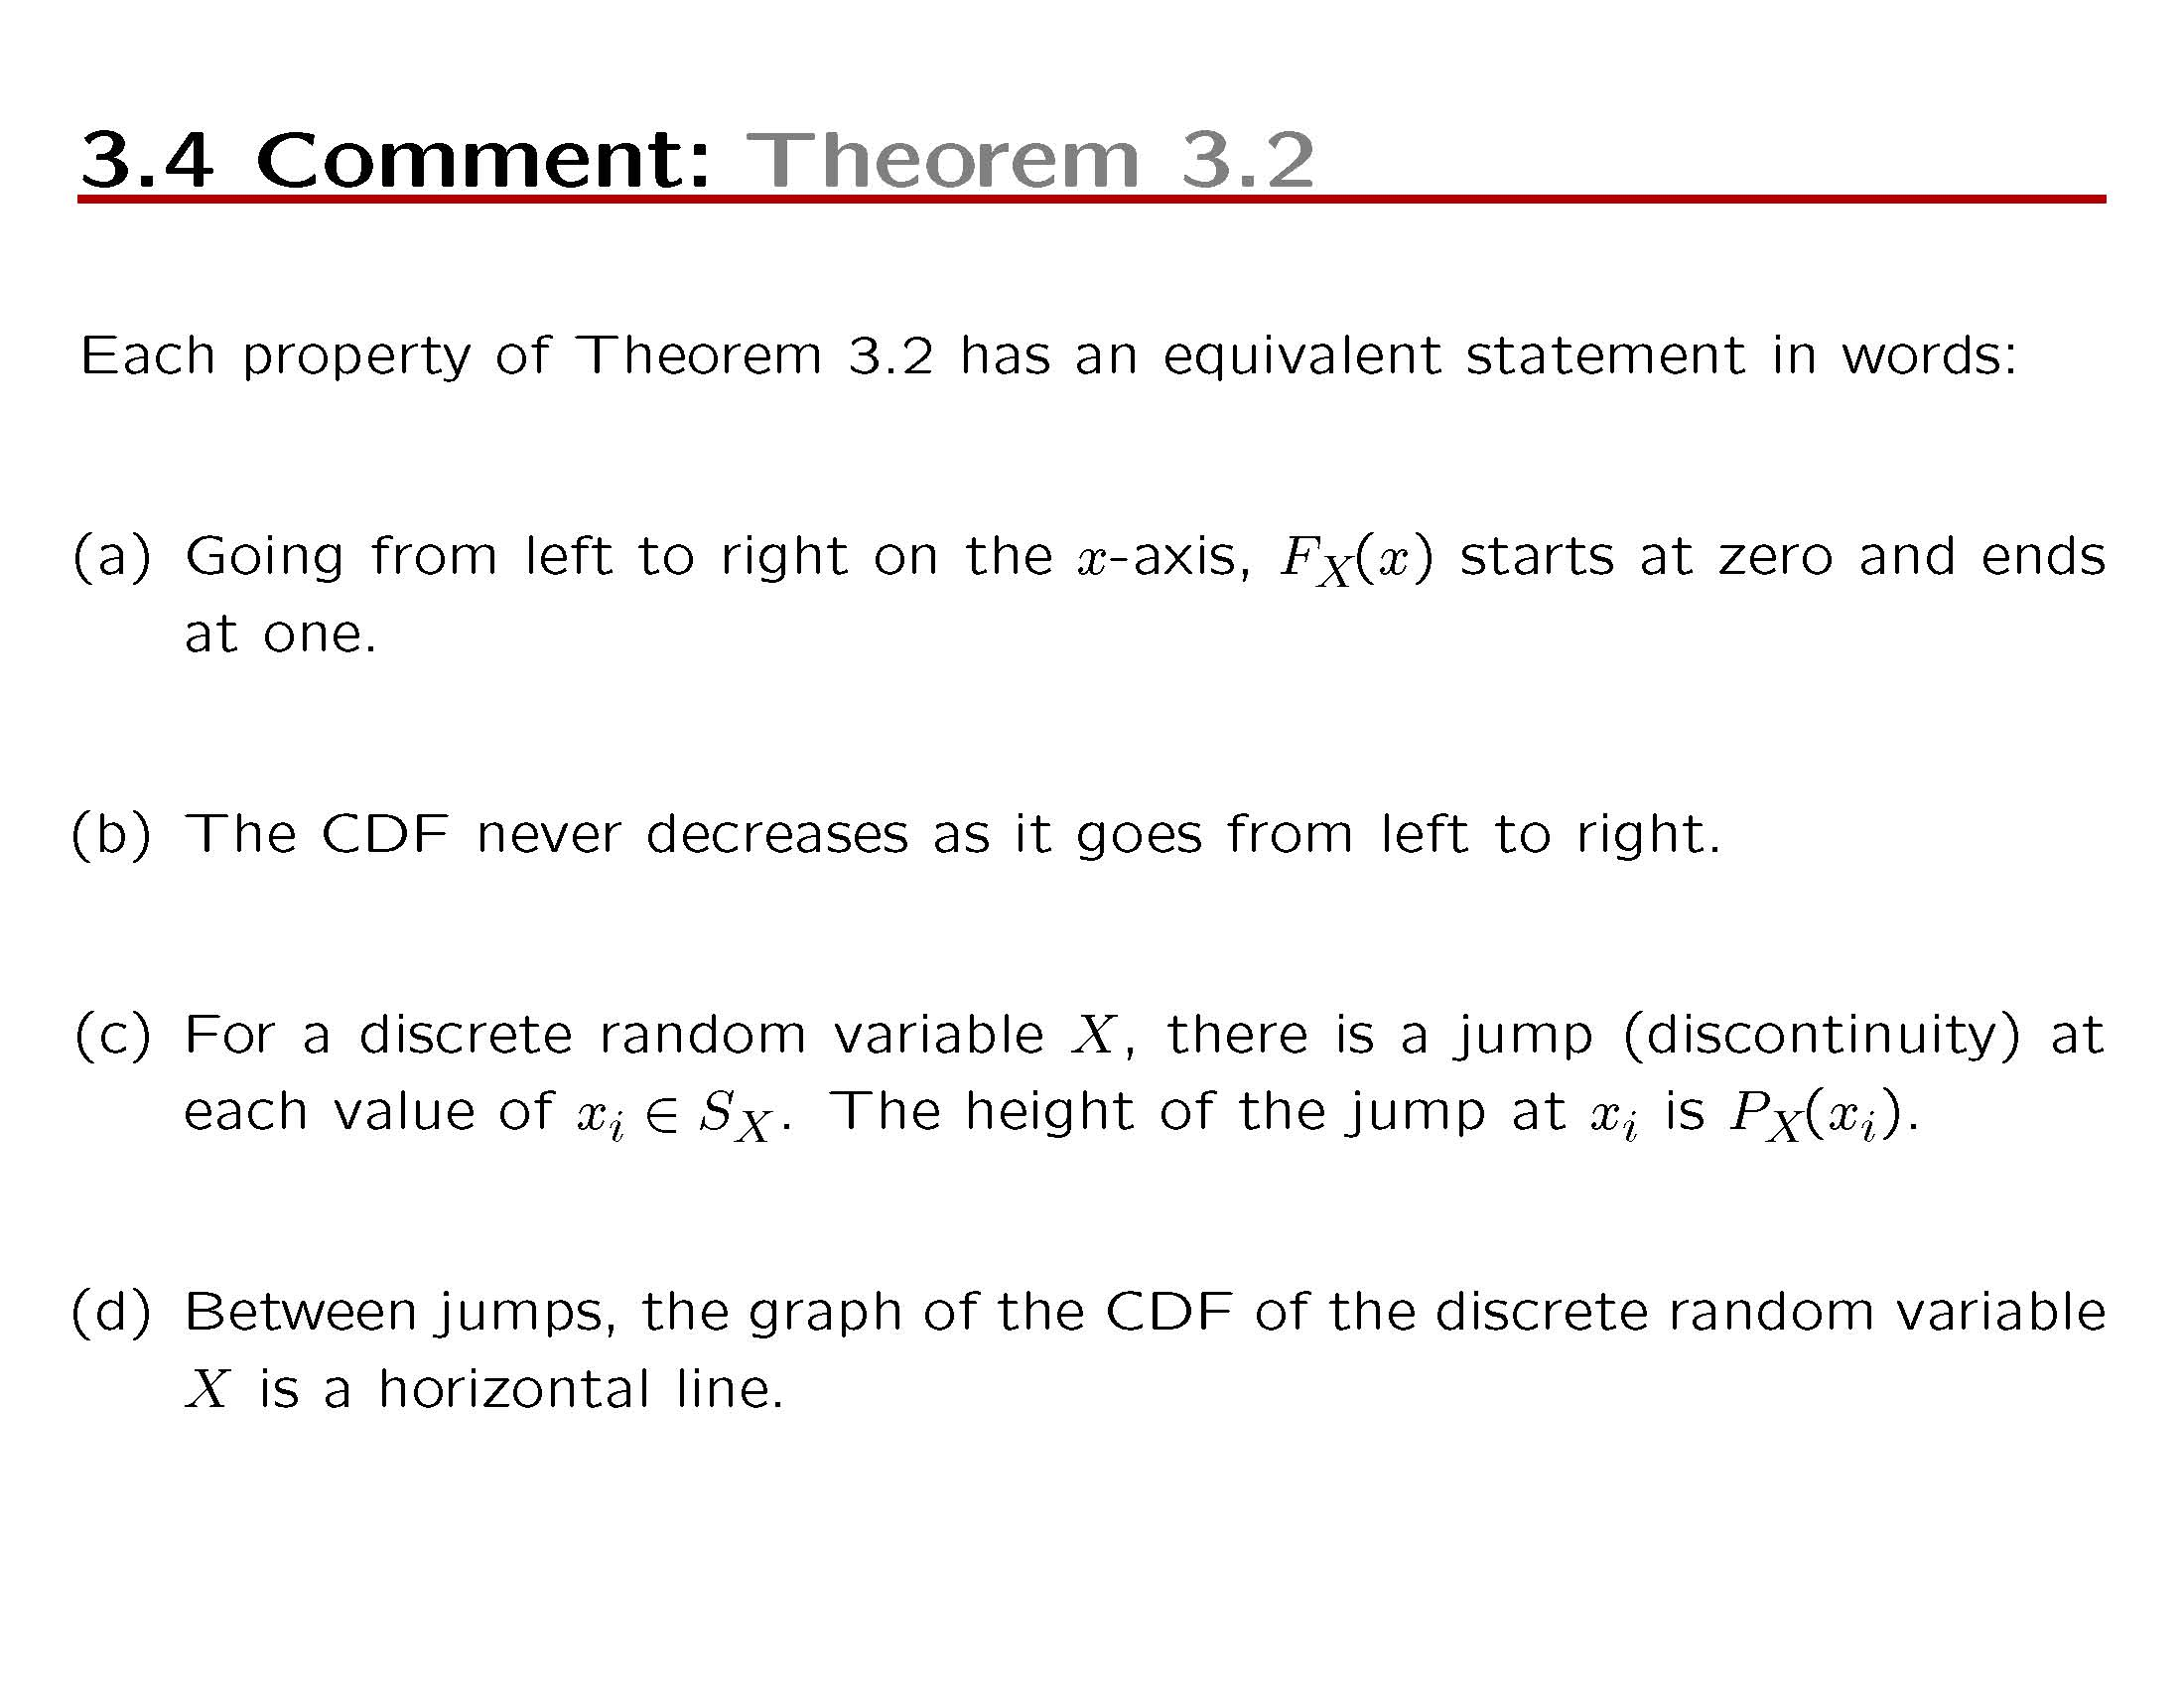 3.4 Comment: Theorem 3.2
Each property of Theorem 3.2 has an equivalent statement in words:
(a) Going from left to right on the x-axis, F_X(x) starts at zero and ends
at one.
(b) The CDF never decreases as it goes from left to right.
(c) For a discrete random variable X, there is a jump (discontinuity) at
each value of x_i ∈ S_X. The height of the jump at x_i is P_X(x_i).
(d) Between jumps, the graph of the CDF of the discrete random variable
X is a horizontal line.